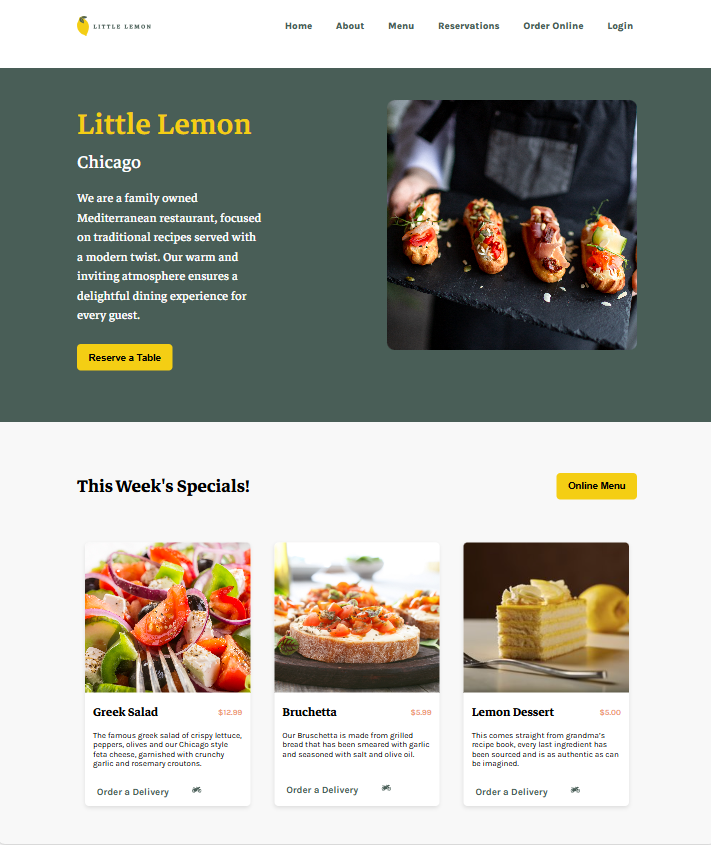 LITTLE LEMON
Home About Menu Reservations Order Online Login
Little Lemon
Chicago
We are a family owned
Mediterranean restaurant, focused
on traditional recipes served with
a modern twist. Our warm and
inviting atmosphere ensures a
delightful dining experience for
every guest.
Reserve a Table
This Week's Specials!
Online Menu
Greek Salad $12.99
The famous greek salad of crispy lettuce,
peppers, olives and our Chicago style
feta cheese, garnished with crunchy
garlic and rosemary croutons.
Order a Delivery
Bruchetta $5.99
Our Bruschetta is made from grilled
bread that has been smeared with garlic
and seasoned with salt and olive oil.
Order a Delivery
Lemon Dessert $5.00
This comes straight from grandma's
recipe book, every last ingredient has
been sourced and is as authentic as can
be imagined.
Order a Delivery